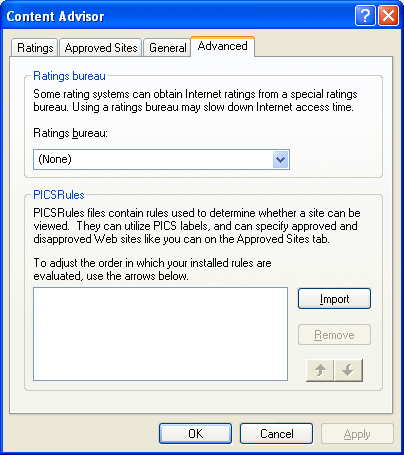 Content Advisor
Ratings Approved Sites General Advanced
Ratings bureau
Some rating systems can obtain Internet ratings from a special ratings
bureau. Using a ratings bureau may slow down Internet access time.
Ratings bureau:
(None)
PICSRules
PICSRules files contain rules used to determine whether a site can be
viewed.  They can utilize PICS labels, and can specify approved and
disapproved Web sites like you can on the Approved Sites tab.
To adjust the order in which your installed rules are
evaluated, use the arrows below.
Import
Remove
OK Cancel Apply